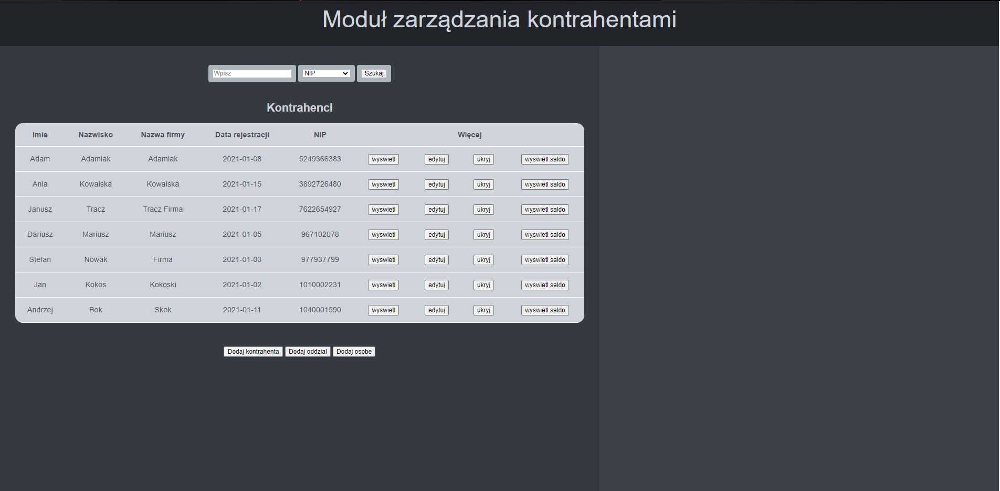 Moduł zarządzania kontrahentami
Wpisz NIP Szukaj
Kontrahenci
Imie Nazwisko Nazwa firmy Data rejestracji NIP Więcej
Adam Adamiak Adamiak 2021-01-08 5249366383 wyswietl edytuj ukryj wyswietl saldo
Ania Kowalska Kowalska 2021-01-15 3892726480 wyswietl edytuj ukryj wyswietl saldo
Janusz Tracz Tracz Firma 2021-01-17 7622654927 wyswietl edytuj ukryj wyswietl saldo
Dariusz Mariusz Mariusz 2021-01-05 967102078 wyswietl edytuj ukryj wyswietl saldo
Stefan Nowak Firma 2021-01-03 977937799 wyswietl edytuj ukryj wyswietl saldo
Jan Kokos Kokoski 2021-01-02 1010002231 wyswietl edytuj ukryj wyswietl saldo
Andrzej Bok Skok 2021-01-11 1040001590 wyswietl edytuj ukryj wyswietl saldo
Dodaj kontrahenta Dodaj oddzial Dodaj osobe